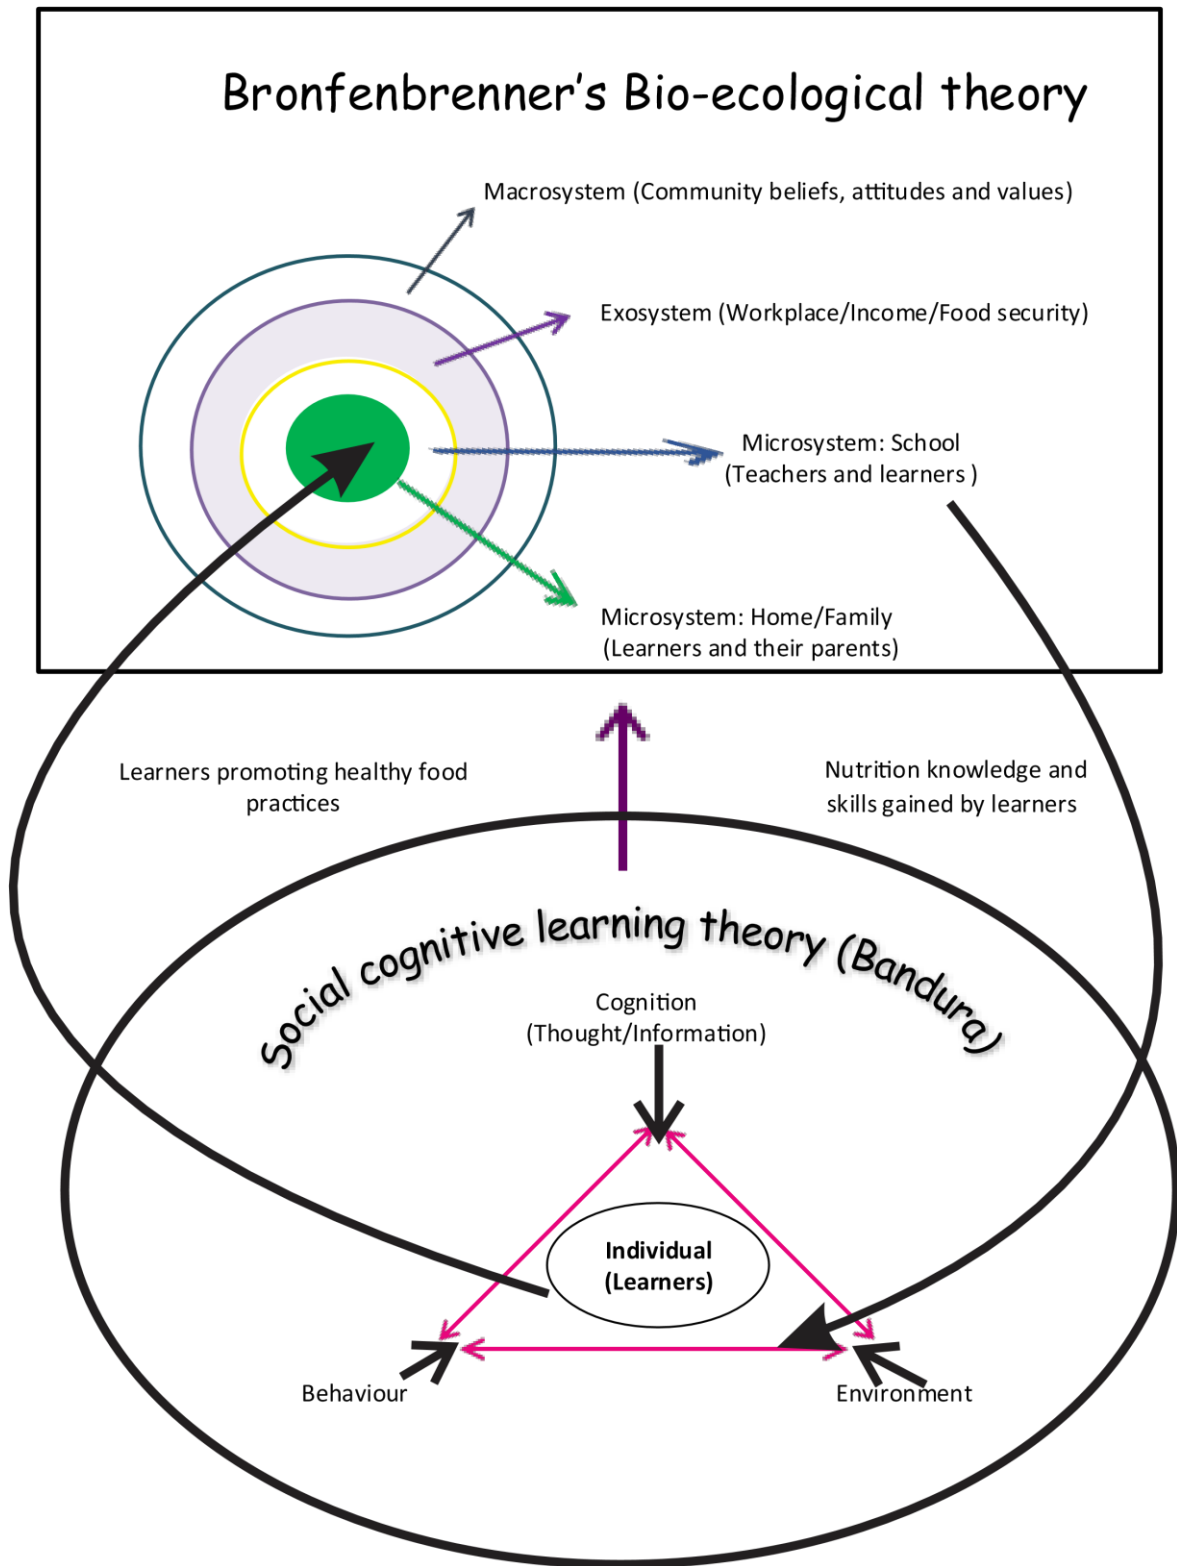 Bronfenbrenner's Bio-ecological theory
Macrosystem (Community beliefs, attitudes and values)
Exosystem (Workplace/Income/Food security)
Microsystem: School
(Teachers and learners )
Microsystem: Home/Family
(Learners and their parents)
Learners promoting healthy food
practices
Nutrition knowledge and
skills gained by learners
Social cognitive learning theory (Bandura)
Cognition
(Thought/Information)
Individual
(Learners)
Behaviour
Environment